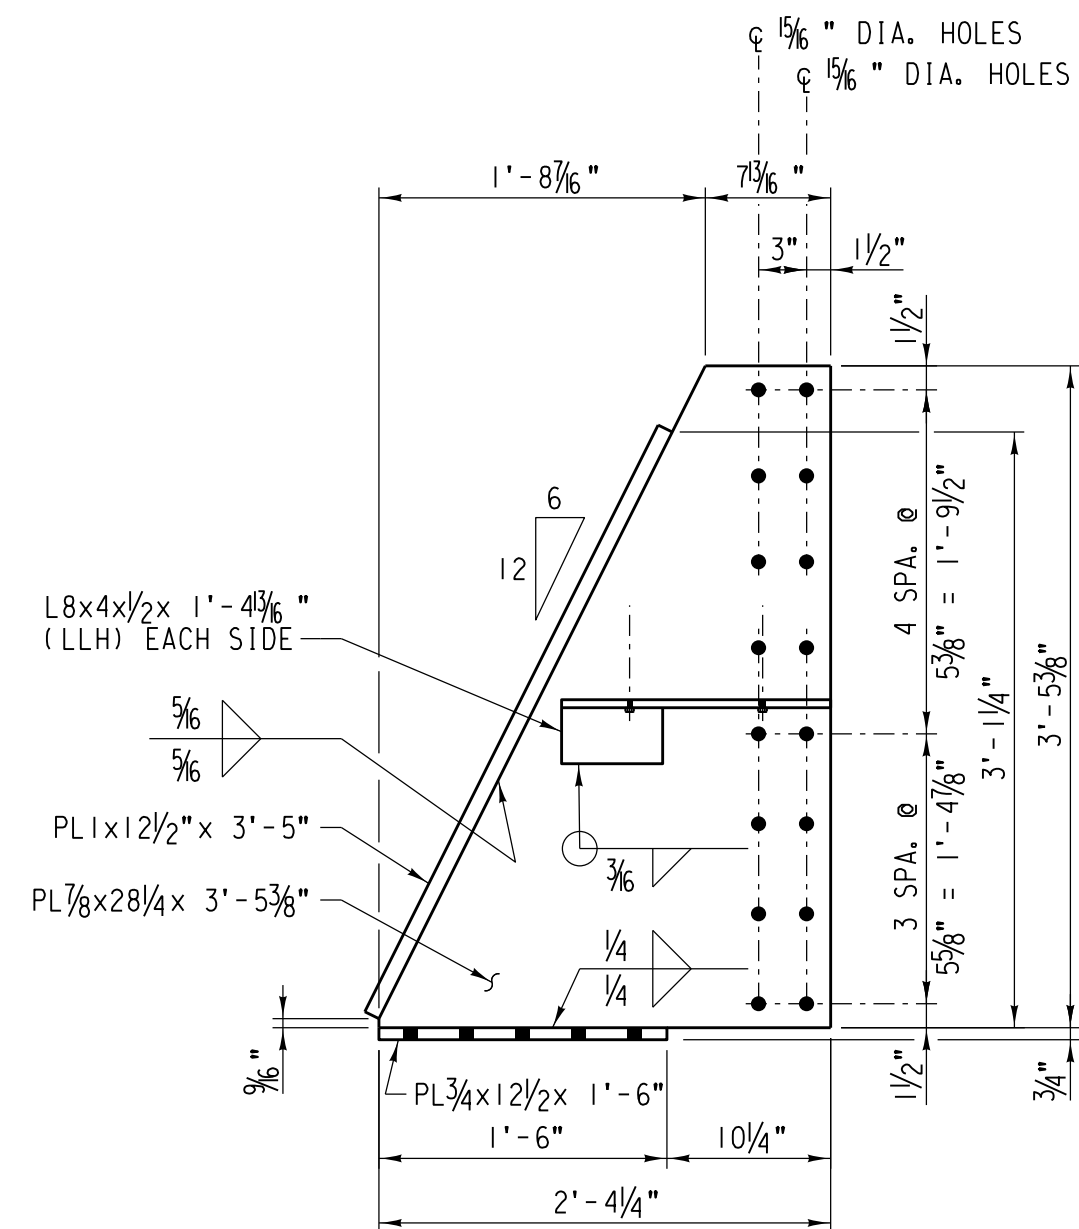 ℄ 15/16 " DIA. HOLES
℄ 15/16 " DIA. HOLES
1'-8 7/16 "
7 13/16 "
3"
1 1/2"
1 1/2"
6
12
4 SPA. @
5 3/8" = 1'-9 1/2"
L8x4x1/2x 1'-4 13/16 "
(LLH) EACH SIDE
5/16
5/16
3'-1 1/4"
3'-5 3/8"
PL1x12 1/2"x 3'-5"
PL7/8x28 1/4x 3'-5 3/8"
3/16
3 SPA. @
5 5/8" = 1'-4 7/8"
1/4
1/4
9/16 "
PL3/4x12 1/2x 1'-6"
1 1/2"
3/4"
1'-6"
10 1/4"
2'-4 1/4"